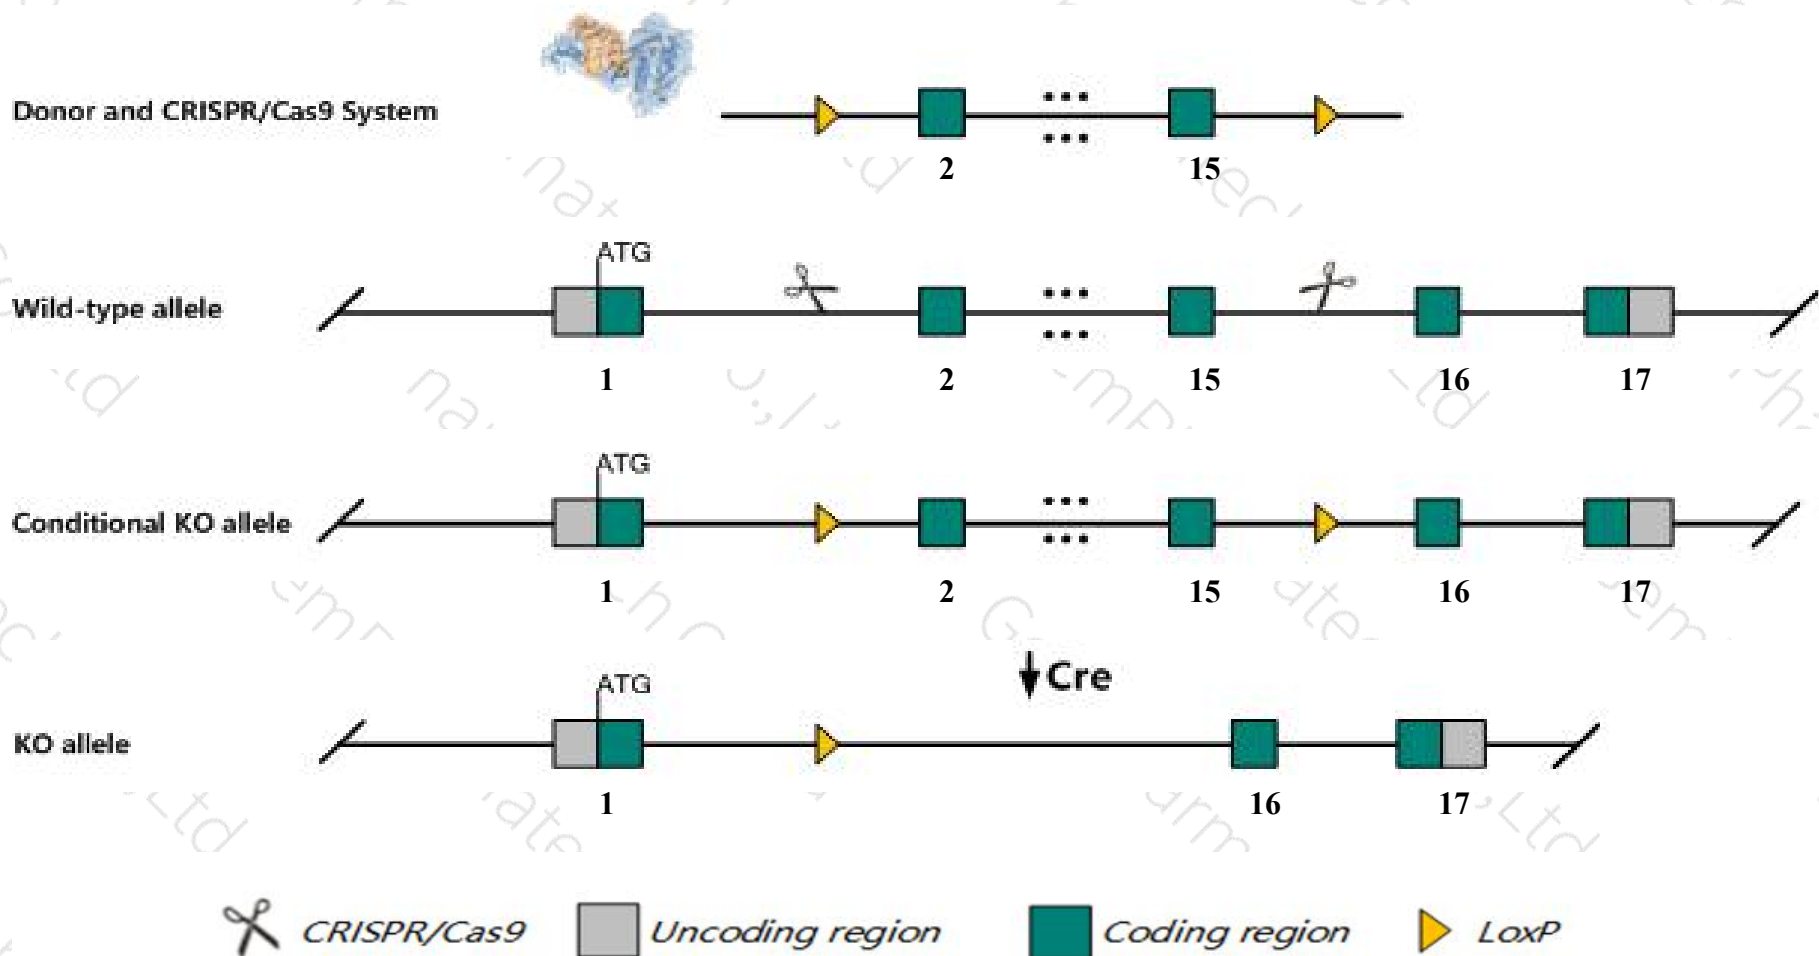 Donor and CRISPR/Cas9 System
2 15
ATG
Wild-type allele
1 2 15 16 17
ATG
Conditional KO allele
1 2 15 16 17
Cre
ATG
KO allele
1 16 17
CRISPR/Cas9 Uncoding region Coding region LoxP